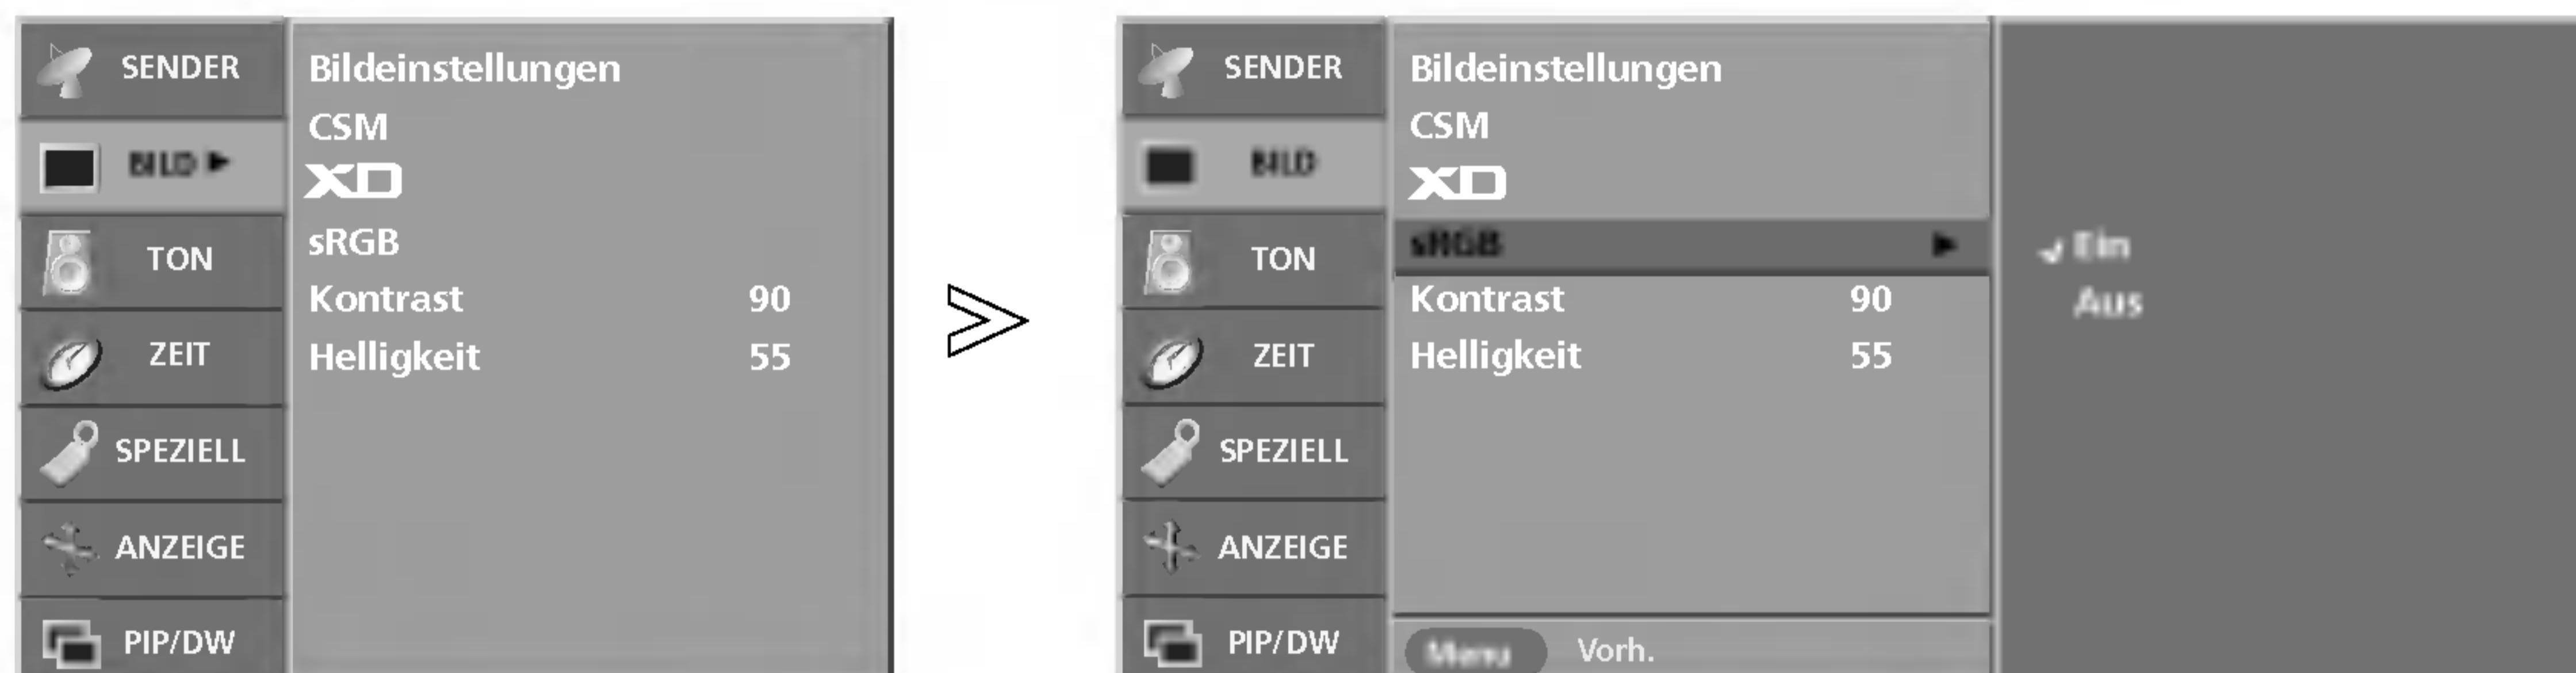 SENDER
BILD ▶
TON
ZEIT
SPEZIELL
ANZEIGE
PIP/DW
Bildeinstellungen
CSM
XD
sRGB
Kontrast 90
Helligkeit 55
SENDER
BILD
TON
ZEIT
SPEZIELL
ANZEIGE
PIP/DW
Bildeinstellungen
CSM
XD
sRGB ▶
Kontrast 90
Helligkeit 55
Menu Vorh.
✓ Ein
Aus